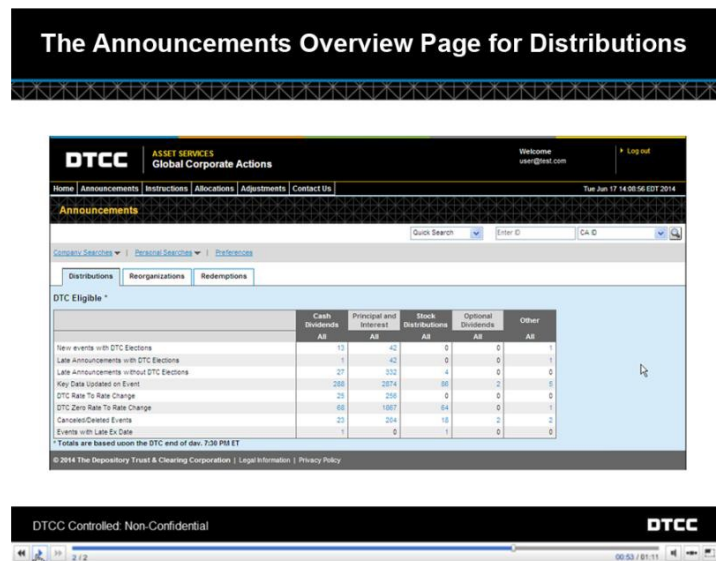 The Announcements Overview Page for Distributions
DTCC
ASSET SERVICES
Global Corporate Actions
Welcome
user@test.com
Log out
Home Announcements Instructions Allocations Adjustments Contact Us
Tue Jun 17 14:08:56 EDT 2014
Announcements
Quick Search Enter ID CA ID
Company Searches | Personal Searches | Preferences
Distributions Reorganizations Redemptions
DTC Eligible *
Cash Dividends Principal and Interest Stock Distributions Optional Dividends Other
All All All All All
New events with DTC Elections 13 42 0 0 1
Late Announcements with DTC Elections 1 42 0 0 1
Late Announcements without DTC Elections 27 332 4 0 0
Key Data Updated on Event 288 2874 86 2 5
DTC Rate To Rate Change 25 256 0 0 0
DTC Zero Rate To Rate Change 68 1867 64 0 1
Canceled/Deleted Events 23 264 18 2 2
Events with Late Ex Date 1 0 1 0 0
* Totals are based upon the DTC end of day. 7:30 PM ET
© 2014 The Depository Trust & Clearing Corporation | Legal Information | Privacy Policy
DTCC Controlled: Non-Confidential
DTCC
2 / 2
00:53 / 01:11